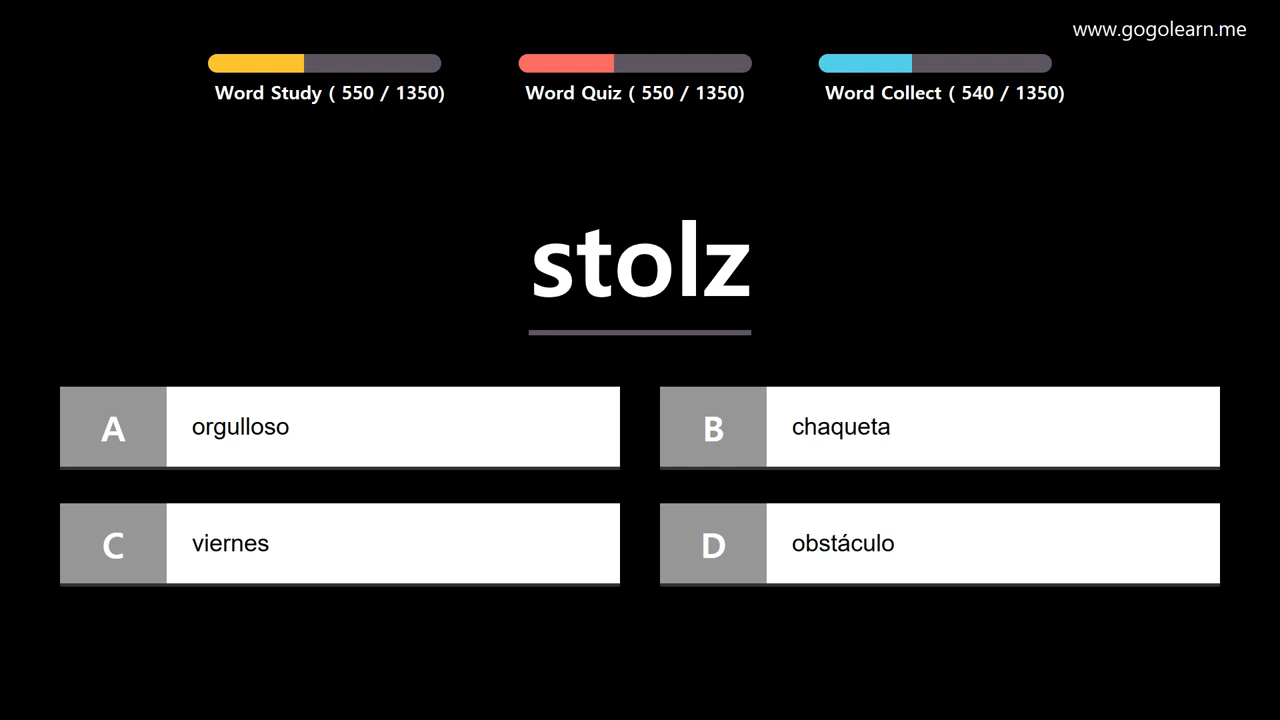 www.gogolearn.me
Word Study ( 550 / 1350)
Word Quiz ( 550 / 1350)
Word Collect ( 540 / 1350)
stolz
A
orgulloso
B
chaqueta
C
viernes
D
obstáculo